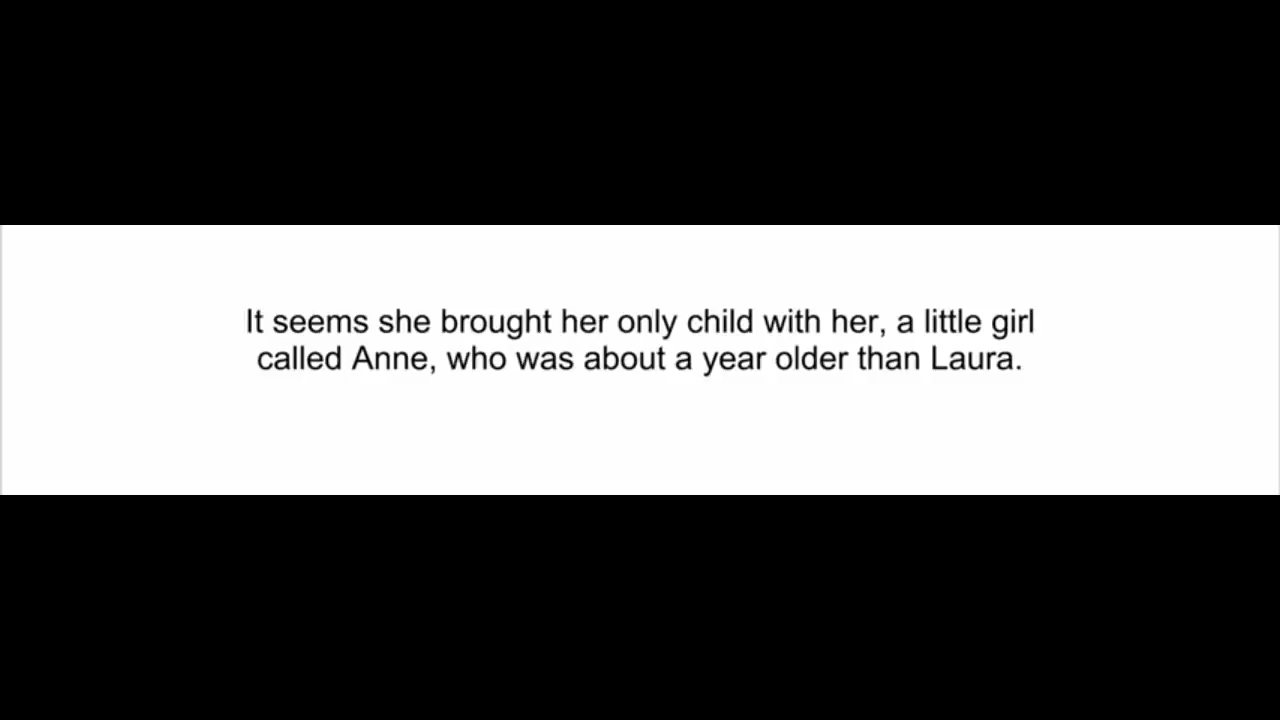 It seems she brought her only child with her, a little girl
called Anne, who was about a year older than Laura.